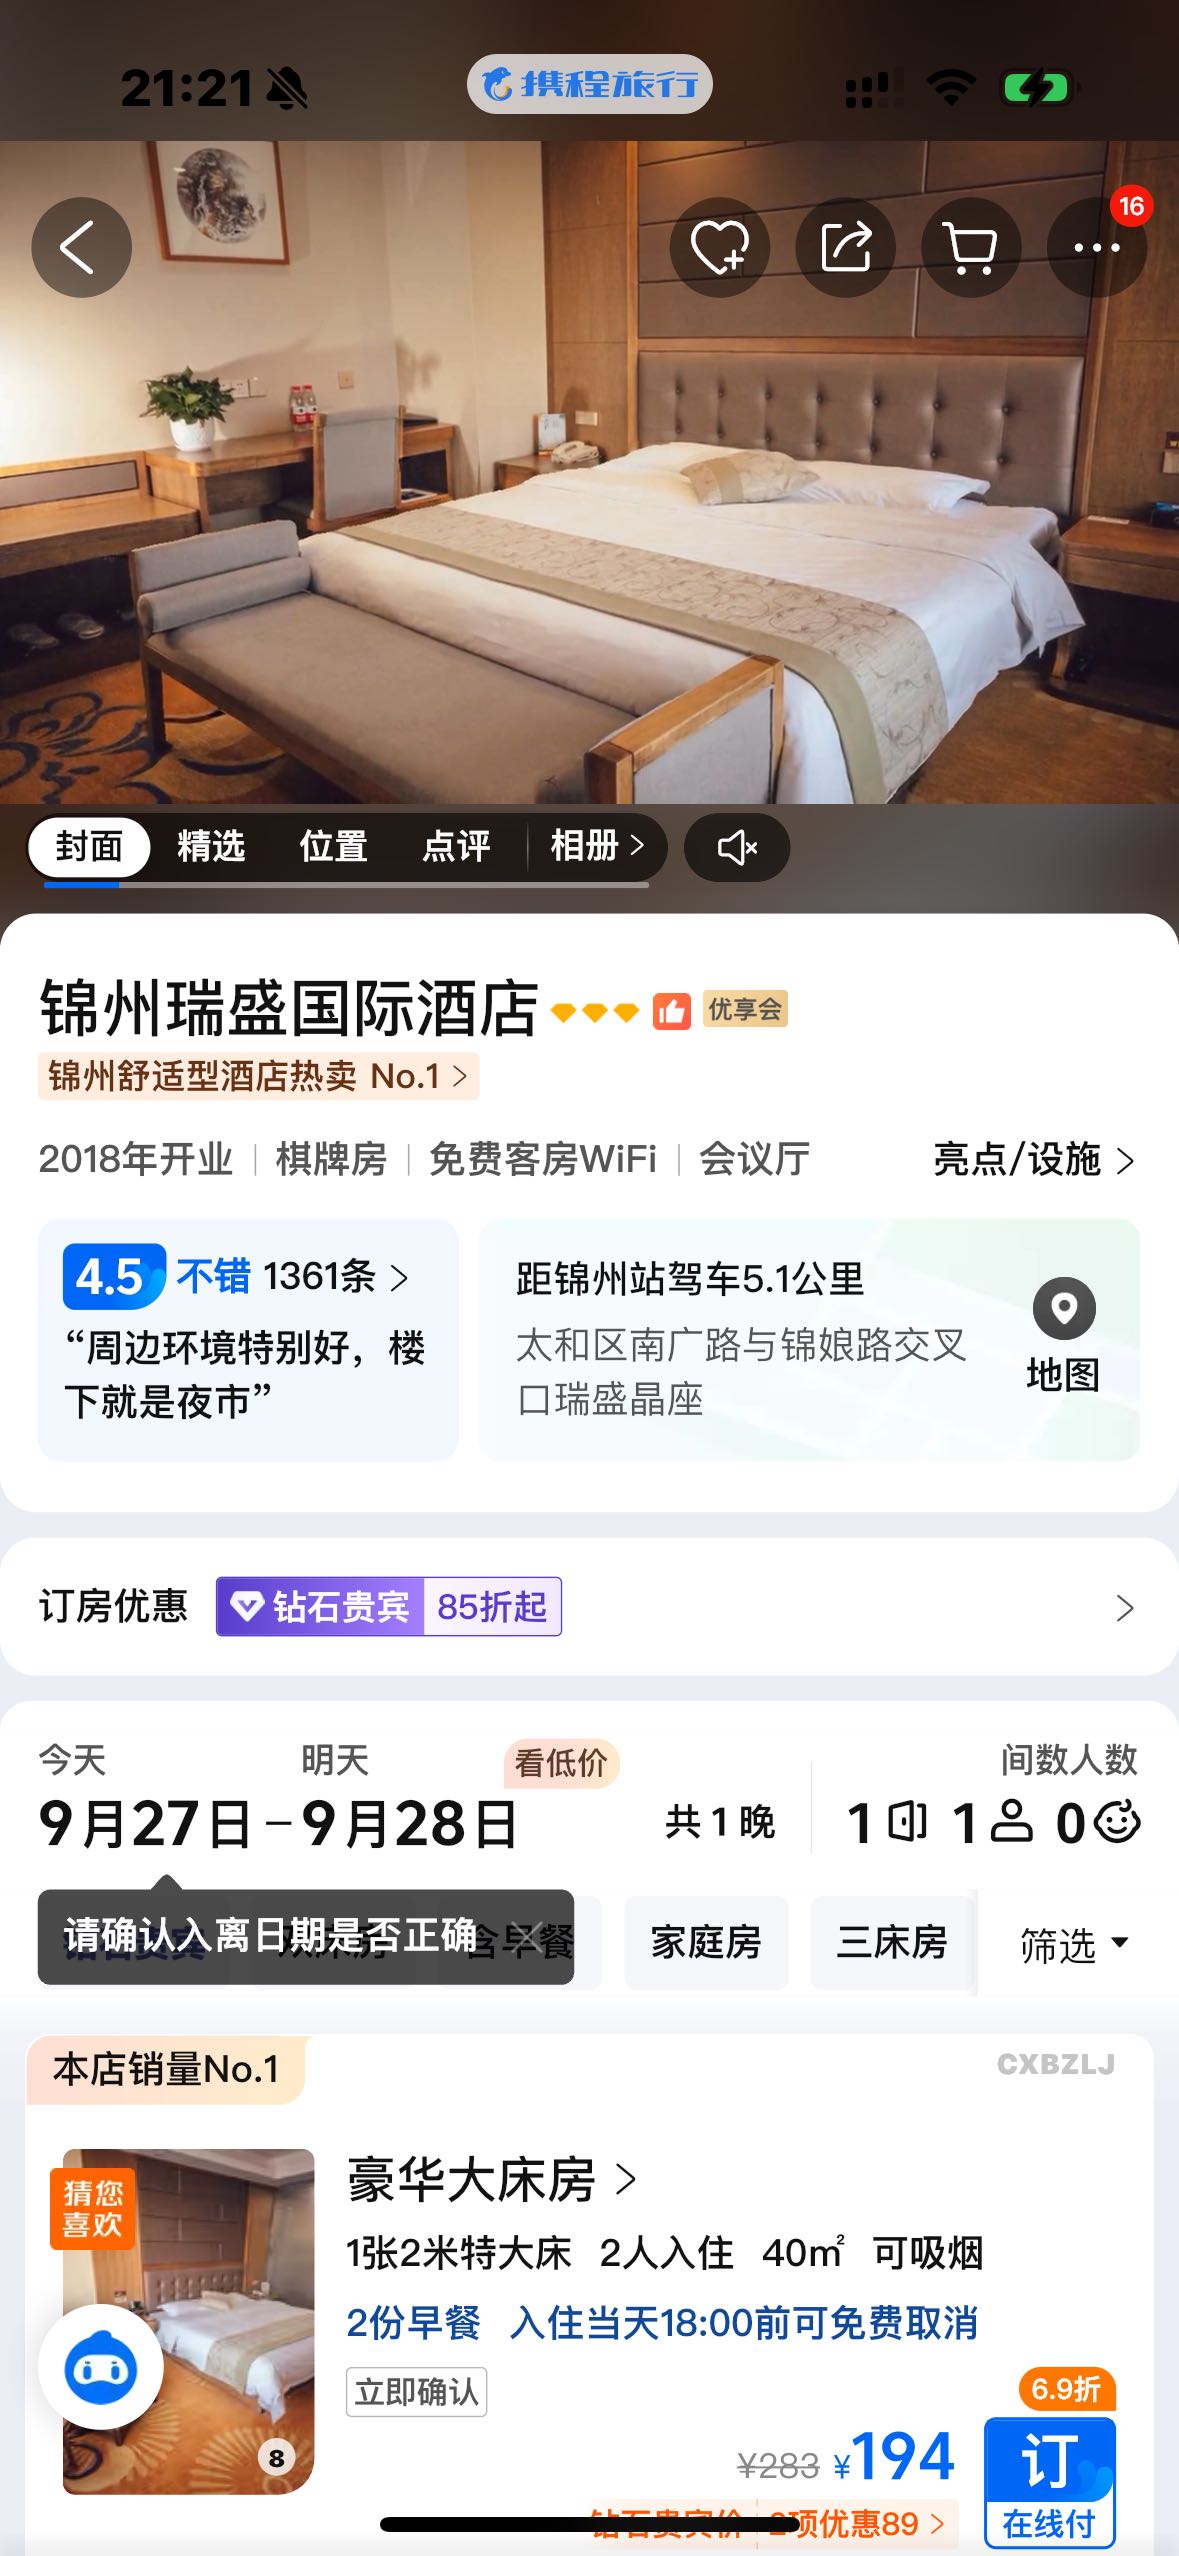 21:21
携程旅行
16
封面 精选 位置 点评 相册
锦州瑞盛国际酒店 优享会
锦州舒适型酒店热卖 No.1
2018年开业 棋牌房 免费客房WiFi 会议厅 亮点/设施
4.5 不错 1361条
“周边环境特别好，楼
下就是夜市”
距锦州站驾车5.1公里
太和区南广路与锦娘路交叉
口瑞盛晶座
地图
订房优惠 钻石贵宾 85折起
今天 明天 看低价 间数人数
9月27日 – 9月28日 共1晚 1 1 0
请确认入离日期是否正确 含早餐 家庭房 三床房 筛选
本店销量No.1 CXBZLJ
猜您
喜欢
豪华大床房
1张2米特大床 2人入住 40㎡ 可吸烟
2份早餐 入住当天18:00前可免费取消
立即确认
8
6.9折
¥283 ¥194 订
钻石贵宾价 2项优惠89 在线付